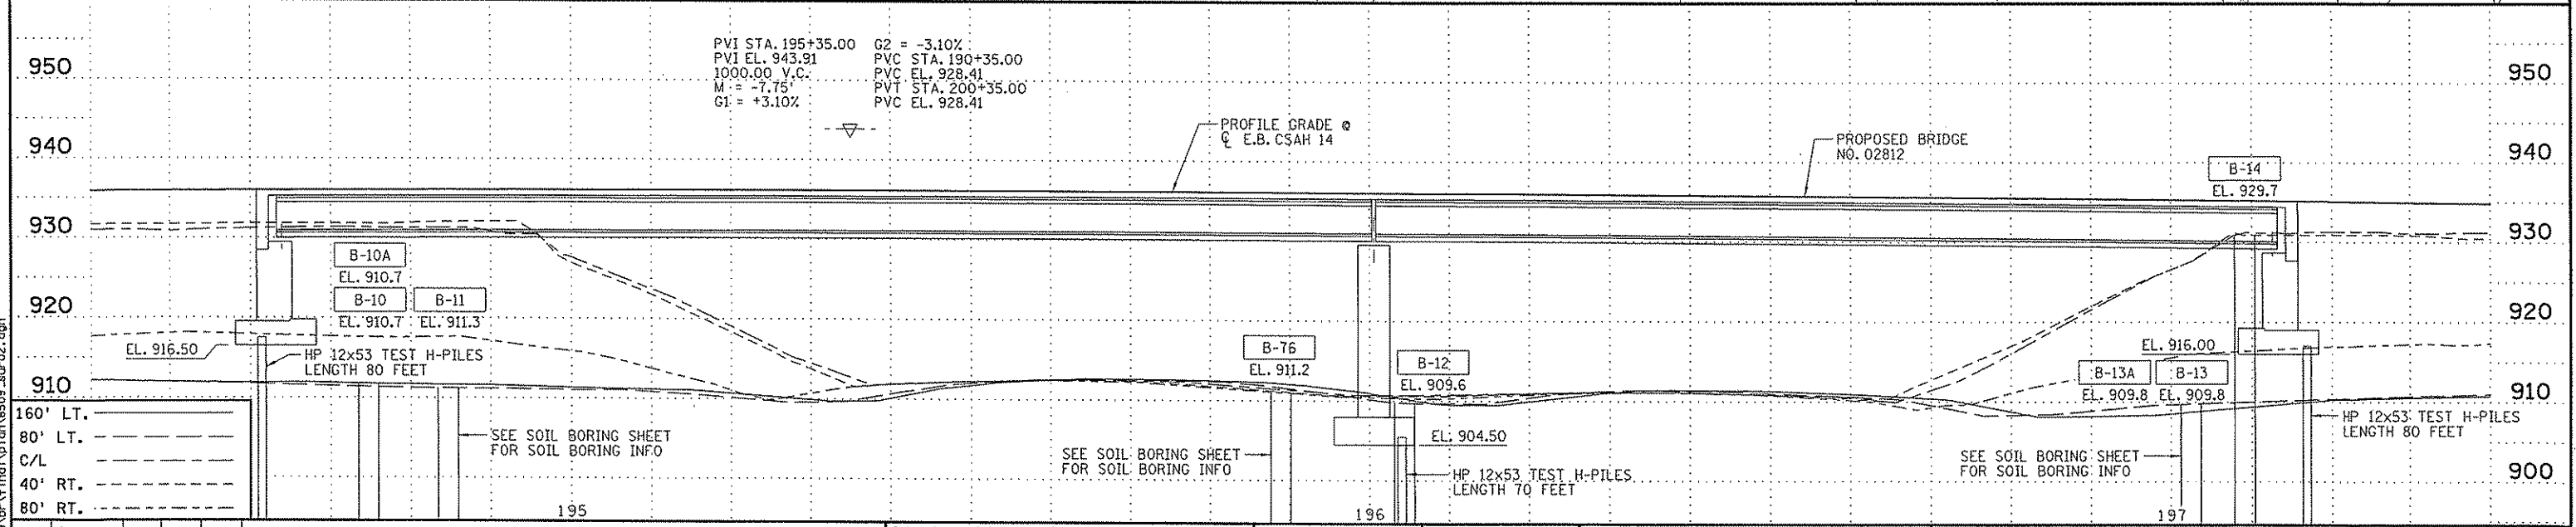 PVI STA. 195+35.00 G2 = -3.10%
PVI EL. 943.91 PVC STA. 190+35.00
1000.00 V.C. PVC EL. 928.41
M = -7.75' PVT STA. 200+35.00
G1 = +3.10% PVC EL. 928.41
950
950
PROFILE GRADE @
℄ E.B. CSAH 14
PROPOSED BRIDGE
NO. 02812
940
940
B-14
EL. 929.7
930
930
B-10A
EL. 910.7
B-10 B-11
EL. 910.7 EL. 911.3
920
920
EL. 916.50
HP 12x53 TEST H-PILES
LENGTH 80 FEET
B-76
EL. 911.2
B-12
EL. 909.6
EL. 916.00
B-13A B-13
EL. 909.8 EL. 909.8
910
910
160' LT.
80' LT.
C/L
40' RT.
80' RT.
SEE SOIL BORING SHEET
FOR SOIL BORING INFO
SEE SOIL BORING SHEET
FOR SOIL BORING INFO
EL. 904.50
HP 12x53 TEST H-PILES
LENGTH 70 FEET
SEE SOIL BORING SHEET
FOR SOIL BORING INFO
HP 12x53 TEST H-PILES
LENGTH 80 FEET
900
195
196
197